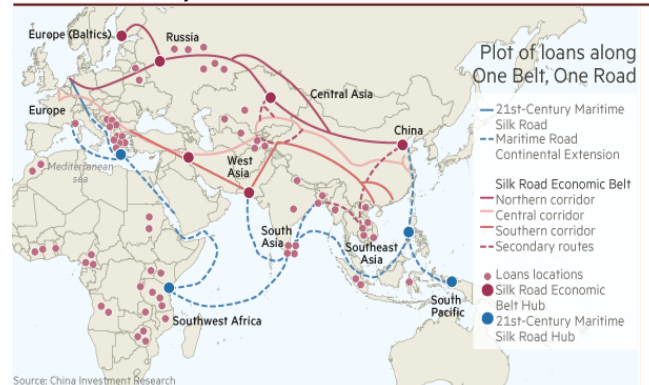 Europe (Baltics)
Russia
Plot of loans along
One Belt, One Road
Central Asia
Europe
China
21st-Century Maritime
Silk Road
Maritime Road
Continental Extension
Mediterranean
sea
West
Asia
Silk Road Economic Belt
Northern corridor
Central corridor
Southern corridor
Secondary routes
South
Asia
Southeast
Asia
Loans locations
Silk Road Economic
Belt Hub
21st-Century Maritime
Silk Road Hub
South
Pacific
Southwest Africa
Source: China Investment Research